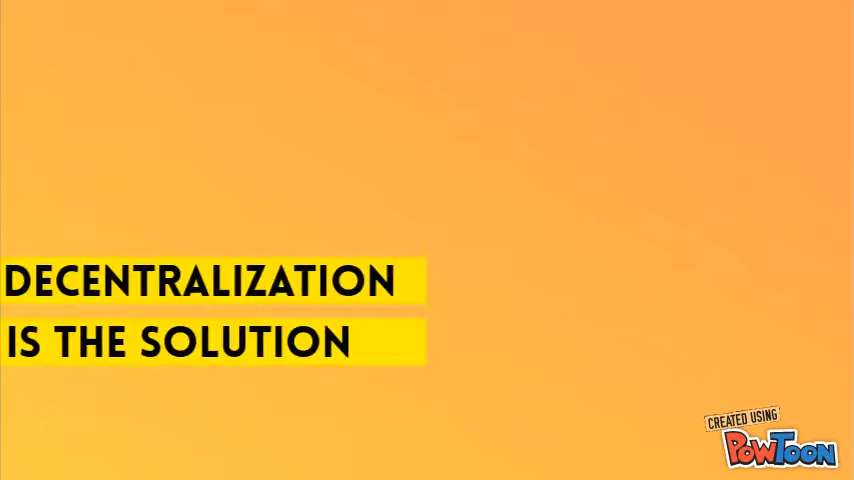 DECENTRALIZATION
IS THE SOLUTION
CREATED USING
POWTOON